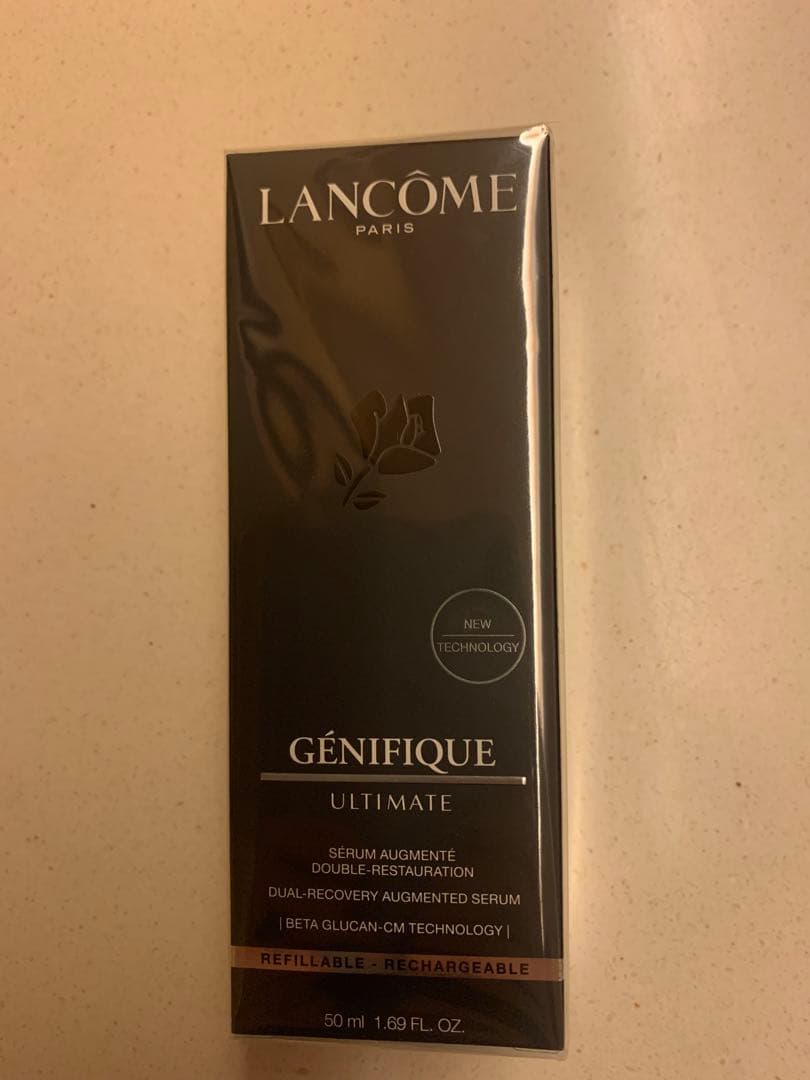 LANCÔME
PARIS
NEW
TECHNOLOGY
GÉNIFIQUE
ULTIMATE
SÉRUM AUGMENTÉ
DOUBLE-RESTAURATION
DUAL-RECOVERY AUGMENTED SERUM
| BETA GLUCAN-CM TECHNOLOGY |
REFILLABLE - RECHARGEABLE
50 ml 1.69 FL. OZ.